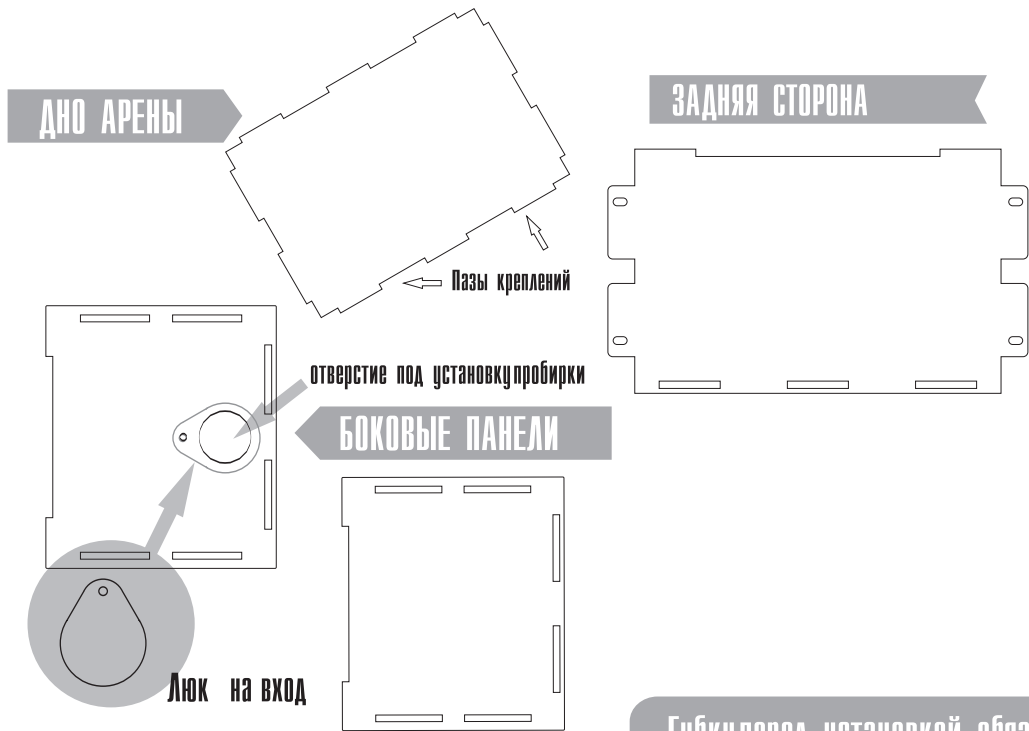 ДНО АРЕНЫ
ЗАДНЯЯ СТОРОНА
Пазы креплений
отверстие под установку пробирки
БОКОВЫЕ ПАНЕЛИ
Люк на вход